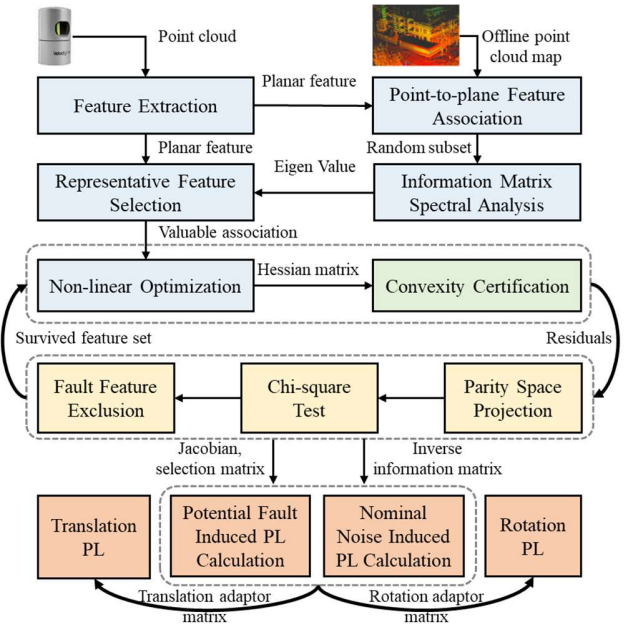 Point cloud
Offline point
cloud map
Feature Extraction
Planar feature
Point-to-plane Feature
Association
Planar feature
Random subset
Representative Feature
Selection
Eigen Value
Information Matrix
Spectral Analysis
Valuable association
Non-linear Optimization
Hessian matrix
Convexity Certification
Survived feature set
Residuals
Fault Feature
Exclusion
Chi-square
Test
Parity Space
Projection
Jacobian,
selection matrix
Inverse
information matrix
Translation
PL
Potential Fault
Induced PL
Calculation
Nominal
Noise Induced
PL Calculation
Rotation
PL
Translation adaptor
matrix
Rotation adaptor
matrix